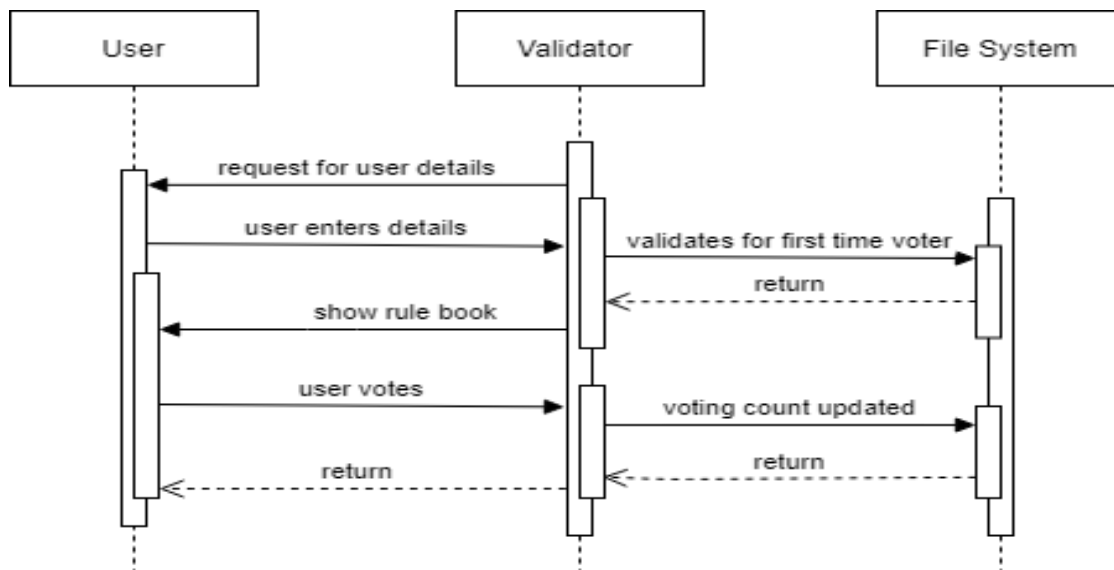 User
Validator
File System
request for user details
user enters details
validates for first time voter
return
show rule book
user votes
voting count updated
return
return